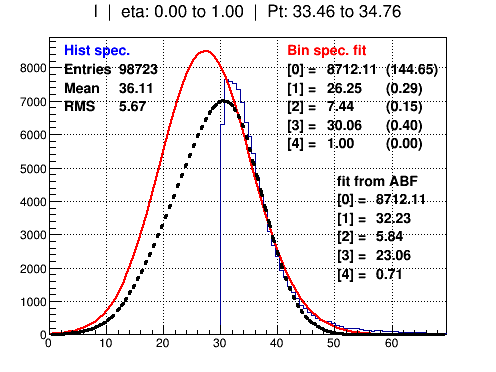 I | eta: 0.00 to 1.00 | Pt: 33.46 to 34.76
Hist spec.
Entries 98723
Mean 36.11
RMS 5.67
Bin spec. fit
[0] = 8712.11 (144.65)
[1] = 26.25 (0.29)
[2] = 7.44 (0.15)
[3] = 30.06 (0.40)
[4] = 1.00 (0.00)
fit from ABF
[0] = 8712.11
[1] = 32.23
[2] = 5.84
[3] = 23.06
[4] = 0.71
8000
7000
6000
5000
4000
3000
2000
1000
0
0 10 20 30 40 50 60